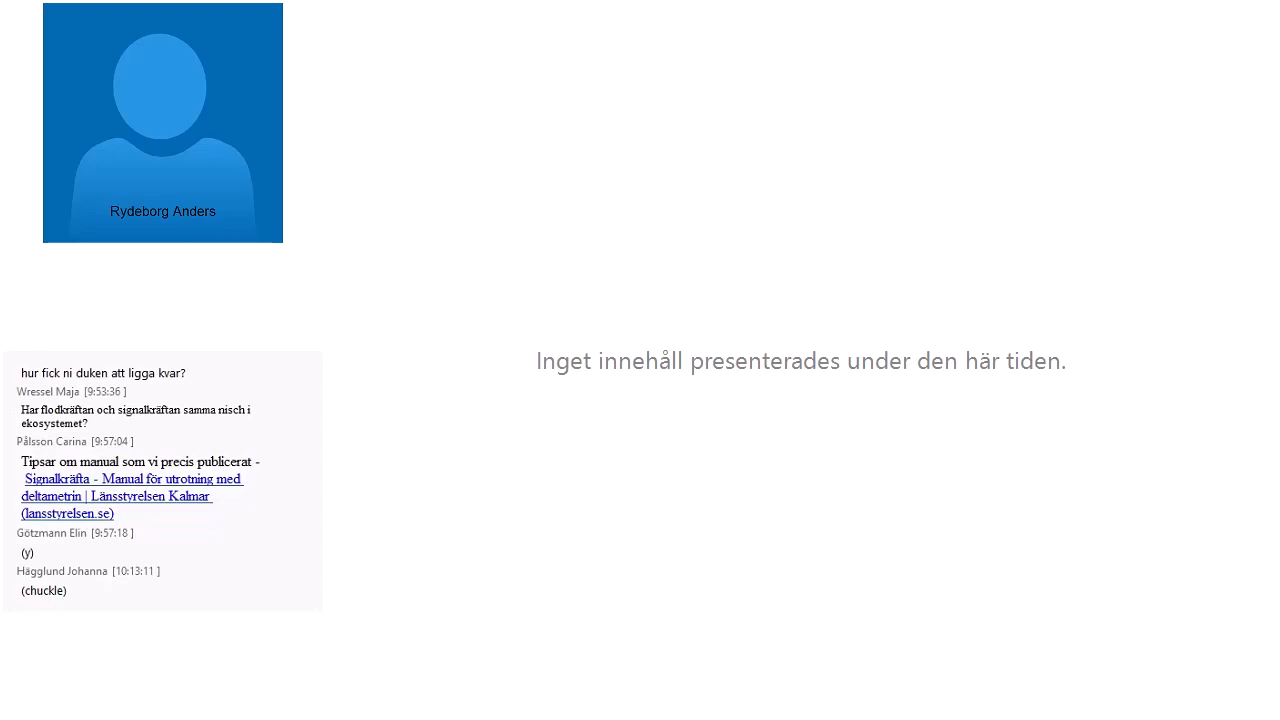 Rydeborg Anders
hur fick ni duken att ligga kvar?
Wressel Maja [9:53:36 ]
Har flodkräftan och signalkräftan samma nisch i
ekosystemet?
Pålsson Carina [9:57:04 ]
Tipsar om manual som vi precis publicerat -
Signalkräfta - Manual för utrotning med
deltametrin | Länsstyrelsen Kalmar
(lansstyrelsen.se)
Götzmann Elin [9:57:18 ]
(y)
Hägglund Johanna [10:13:11 ]
(chuckle)
Inget innehåll presenterades under den här tiden.